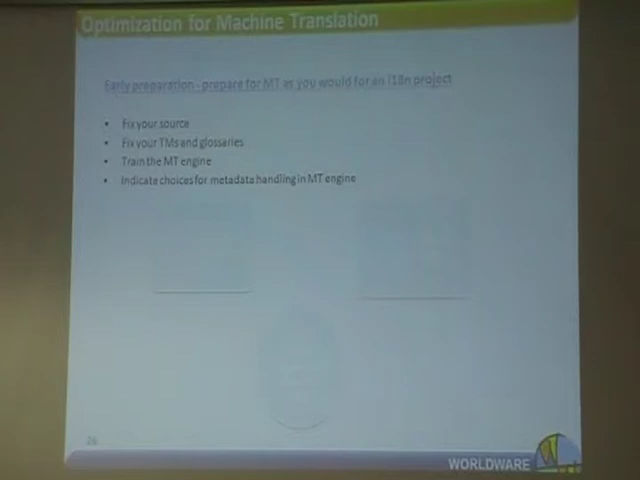 Optimization for Machine Translation
Early preparation - prepare for MT as you would for an i18n project
• Fix your source
• Fix your TMs and glossaries
• Train the MT engine
• Indicate choices for metadata handling in MT engine
26
WORLDWARE